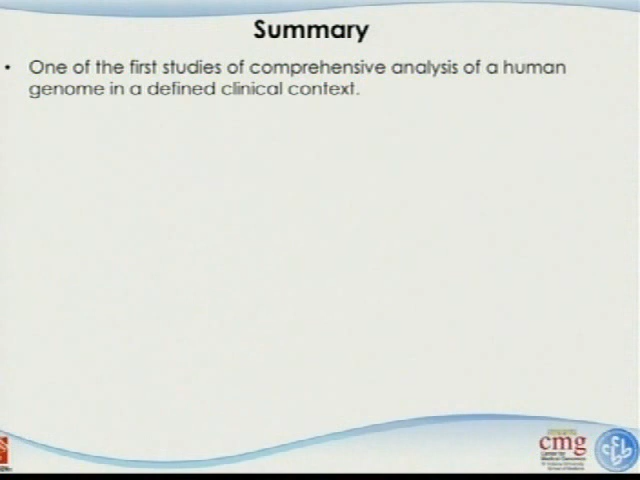 Summary
• One of the first studies of comprehensive analysis of a human
genome in a defined clinical context.
cmg